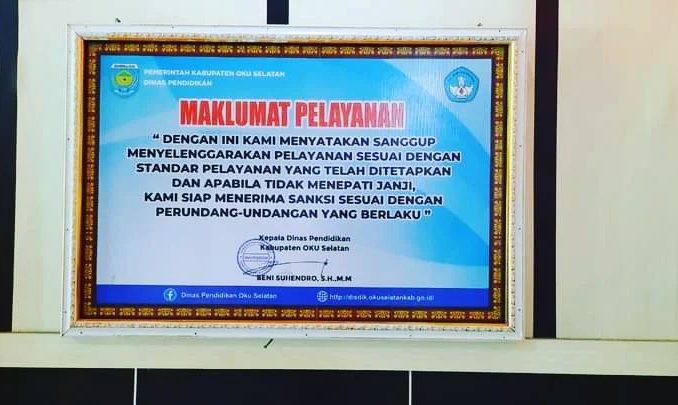 PEMERINTAH KABUPATEN OKU SELATAN
DINAS PENDIDIKAN
MAKLUMAT PELAYANAN
“ DENGAN INI KAMI MENYATAKAN SANGGUP
MENYELENGGARAKAN PELAYANAN SESUAI DENGAN
STANDAR PELAYANAN YANG TELAH DITETAPKAN
DAN APABILA TIDAK MENEPATI JANJI,
KAMI SIAP MENERIMA SANKSI SESUAI DENGAN
PERUNDANG-UNDANGAN YANG BERLAKU ”
Kepala Dinas Pendidikan
Kabupaten OKU Selatan
BENI SUHENDRO, S.H.,M.M
Dinas Pendidikan Oku Selatan
http://disdik.okuselatankab.go.id/